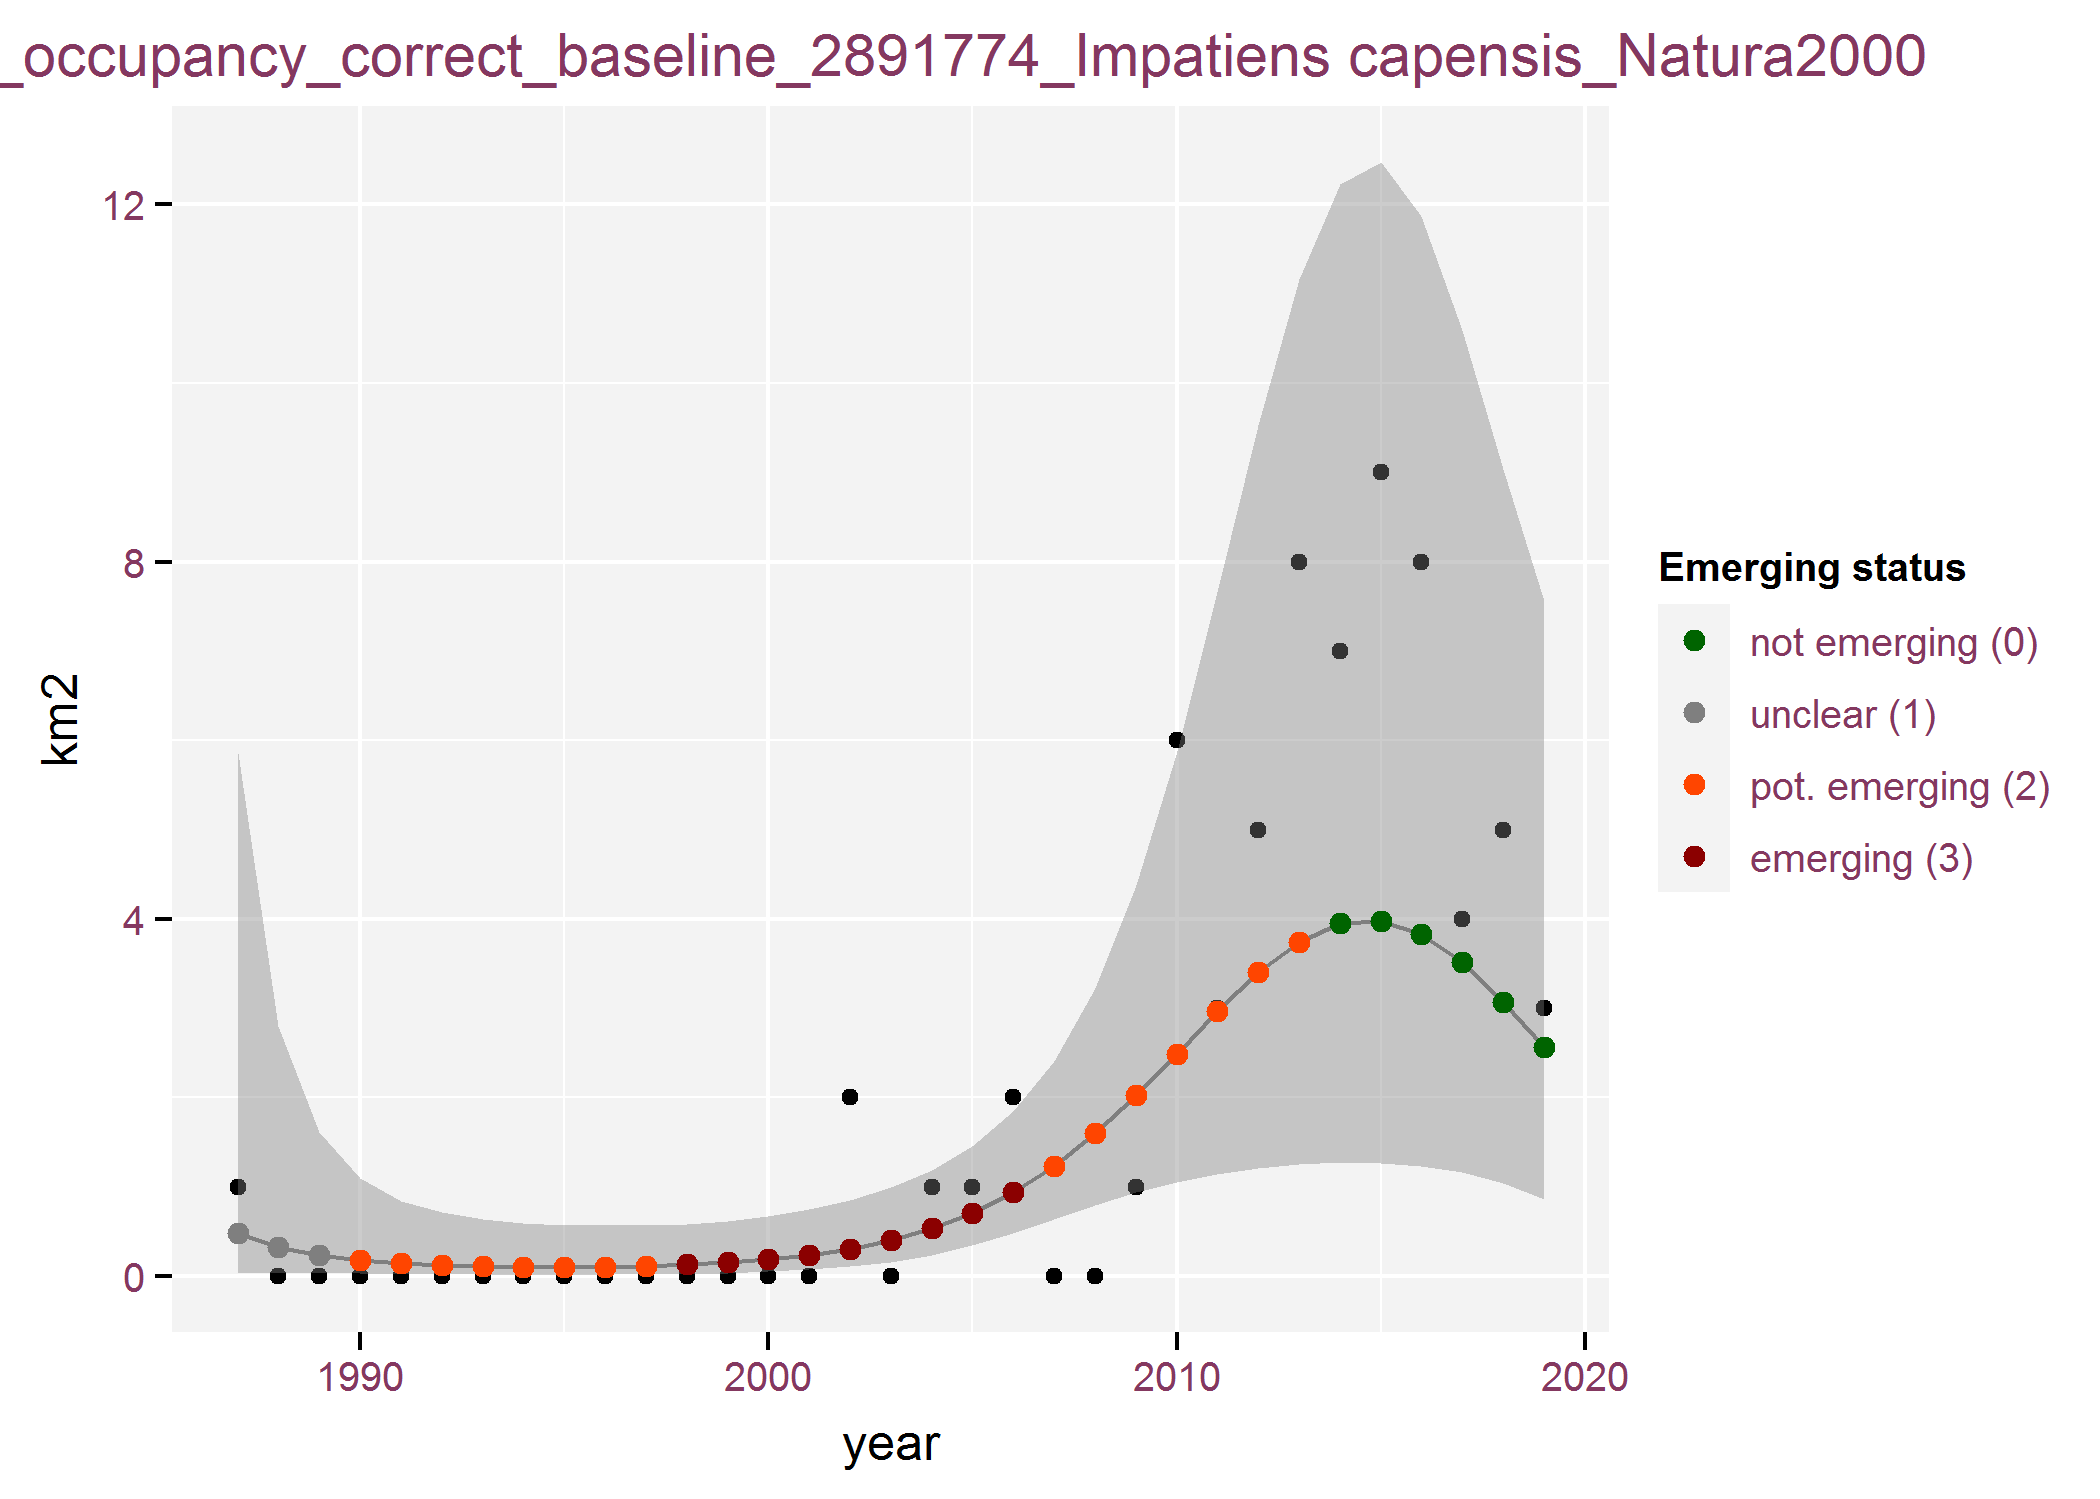 _occupancy_correct_baseline_2891774_Impatiens capensis_Natura2000
12
8
4
0
km2
1990
2000
2010
2020
year
Emerging status
not emerging (0)
unclear (1)
pot. emerging (2)
emerging (3)